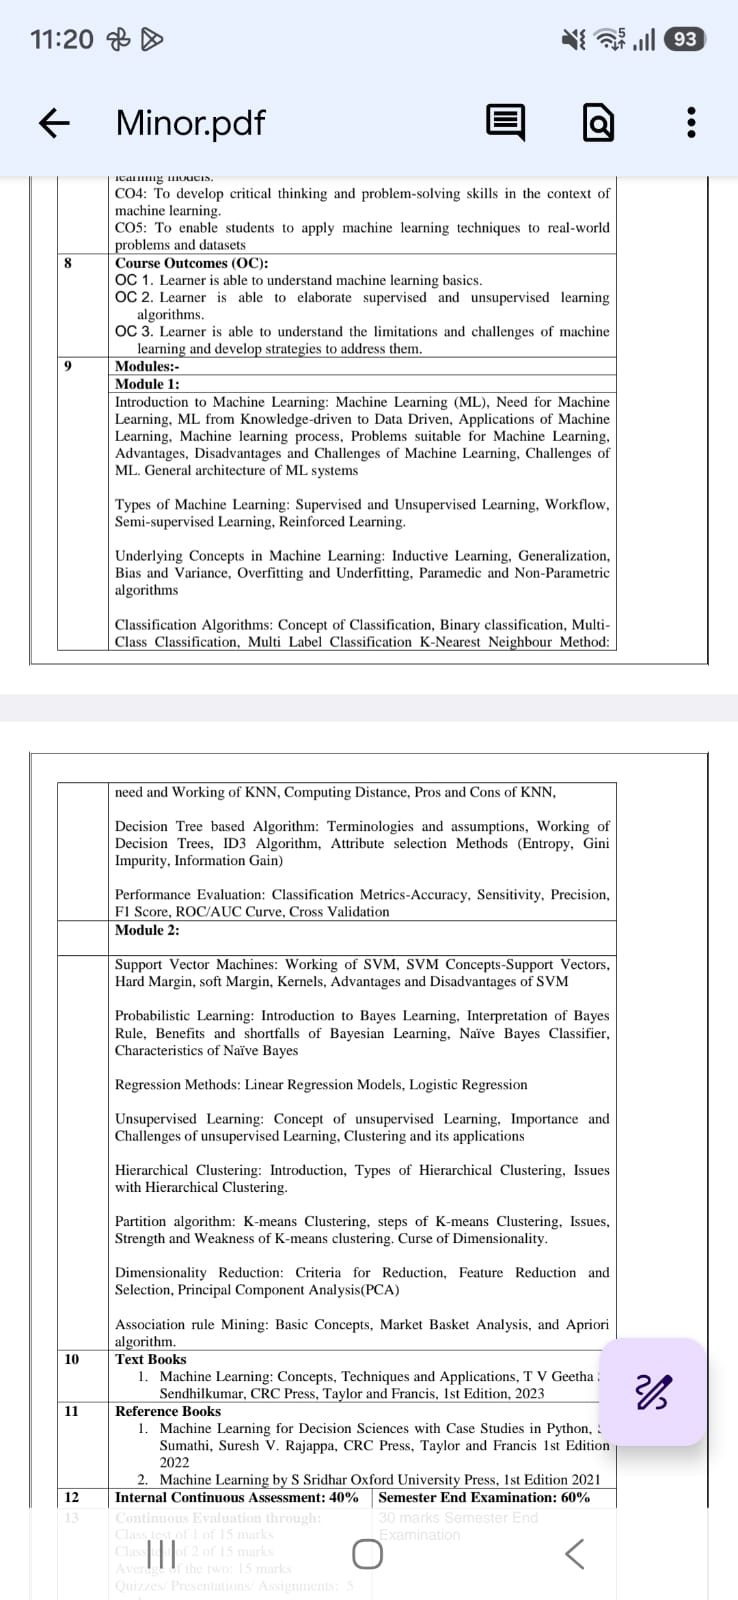 11:20
93
Minor.pdf
learning models.
CO4: To develop critical thinking and problem-solving skills in the context of
machine learning.
CO5: To enable students to apply machine learning techniques to real-world
problems and datasets
8 Course Outcomes (OC):
OC 1. Learner is able to understand machine learning basics.
OC 2. Learner is able to elaborate supervised and unsupervised learning
algorithms.
OC 3. Learner is able to understand the limitations and challenges of machine
learning and develop strategies to address them.
9 Modules:-
Module 1:
Introduction to Machine Learning: Machine Learning (ML), Need for Machine
Learning, ML from Knowledge-driven to Data Driven, Applications of Machine
Learning, Machine learning process, Problems suitable for Machine Learning,
Advantages, Disadvantages and Challenges of Machine Learning, Challenges of
ML. General architecture of ML systems
Types of Machine Learning: Supervised and Unsupervised Learning, Workflow,
Semi-supervised Learning, Reinforced Learning.
Underlying Concepts in Machine Learning: Inductive Learning, Generalization,
Bias and Variance, Overfitting and Underfitting, Paramedic and Non-Parametric
algorithms
Classification Algorithms: Concept of Classification, Binary classification, Multi-
Class Classification, Multi Label Classification K-Nearest Neighbour Method:
need and Working of KNN, Computing Distance, Pros and Cons of KNN,
Decision Tree based Algorithm: Terminologies and assumptions, Working of
Decision Trees, ID3 Algorithm, Attribute selection Methods (Entropy, Gini
Impurity, Information Gain)
Performance Evaluation: Classification Metrics-Accuracy, Sensitivity, Precision,
F1 Score, ROC/AUC Curve, Cross Validation
Module 2:
Support Vector Machines: Working of SVM, SVM Concepts-Support Vectors,
Hard Margin, soft Margin, Kernels, Advantages and Disadvantages of SVM
Probabilistic Learning: Introduction to Bayes Learning, Interpretation of Bayes
Rule, Benefits and shortfalls of Bayesian Learning, Naïve Bayes Classifier,
Characteristics of Naïve Bayes
Regression Methods: Linear Regression Models, Logistic Regression
Unsupervised Learning: Concept of unsupervised Learning, Importance and
Challenges of unsupervised Learning, Clustering and its applications
Hierarchical Clustering: Introduction, Types of Hierarchical Clustering, Issues
with Hierarchical Clustering.
Partition algorithm: K-means Clustering, steps of K-means Clustering, Issues,
Strength and Weakness of K-means clustering. Curse of Dimensionality.
Dimensionality Reduction: Criteria for Reduction, Feature Reduction and
Selection, Principal Component Analysis(PCA)
Association rule Mining: Basic Concepts, Market Basket Analysis, and Apriori
algorithm.
10 Text Books
1. Machine Learning: Concepts, Techniques and Applications, T V Geetha
Sendhilkumar, CRC Press, Taylor and Francis, 1st Edition, 2023
11 Reference Books
1. Machine Learning for Decision Sciences with Case Studies in Python,
Sumathi, Suresh V. Rajappa, CRC Press, Taylor and Francis 1st Edition
2022
2. Machine Learning by S Sridhar Oxford University Press, 1st Edition 2021
12 Internal Continuous Assessment: 40% Semester End Examination: 60%
13 Continuous Evaluation through: 30 marks Semester End
Class test of 1 of 15 marks Examination
Class of 2 of 15 marks
Average of the two: 15 marks
Quizzes/ Presentations/ Assignments: 5